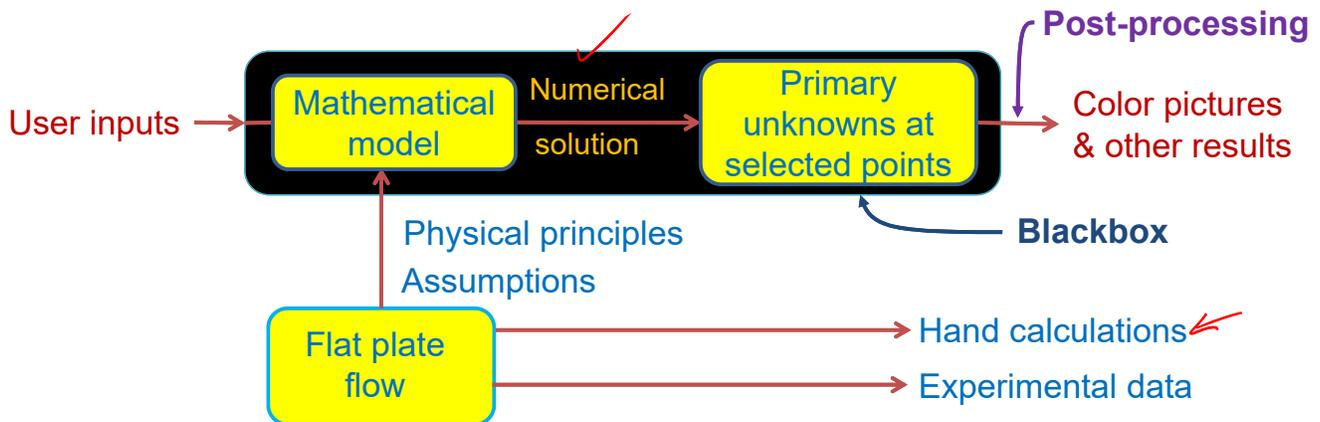 Post-processing
User inputs
Mathematical
model
Numerical
solution
Primary
unknowns at
selected points
Color pictures
& other results
Physical principles
Assumptions
Blackbox
Flat plate
flow
Hand calculations
Experimental data